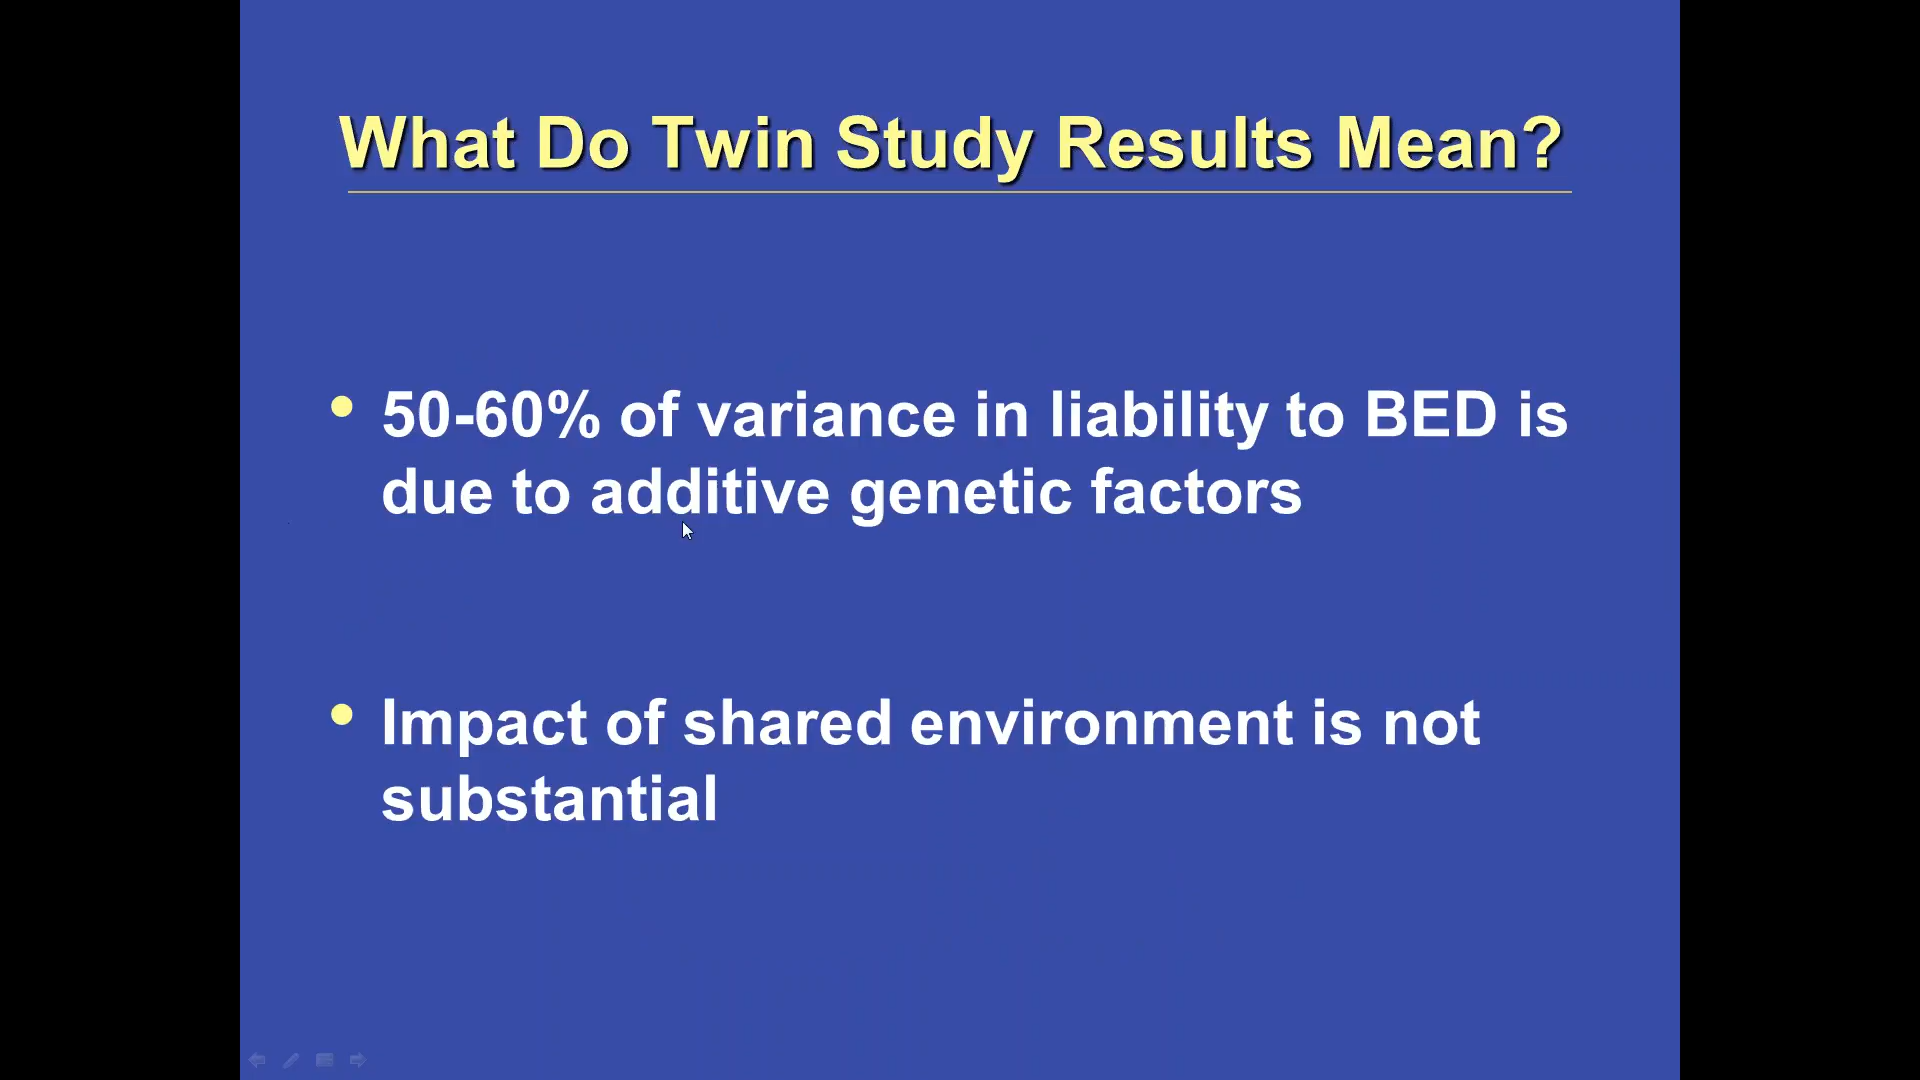 What Do Twin Study Results Mean?
• 50-60% of variance in liability to BED is
due to additive genetic factors
• Impact of shared environment is not
substantial